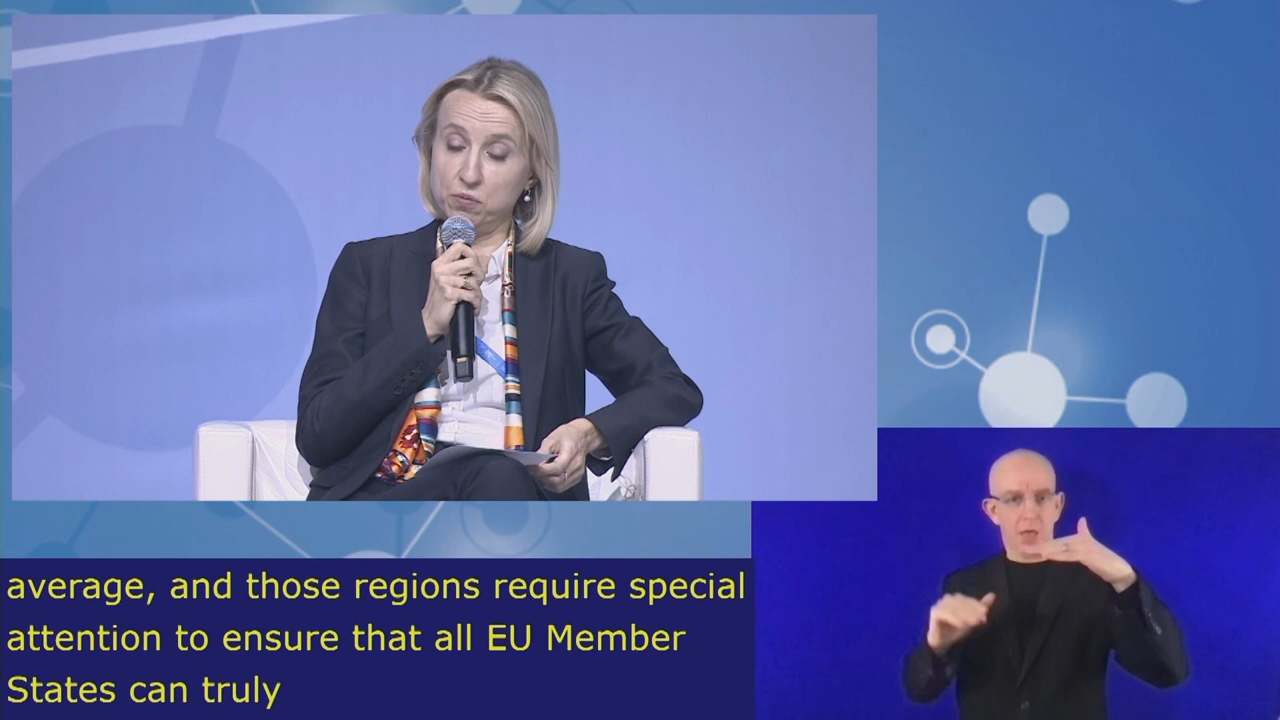 average, and those regions require special
attention to ensure that all EU Member
States can truly